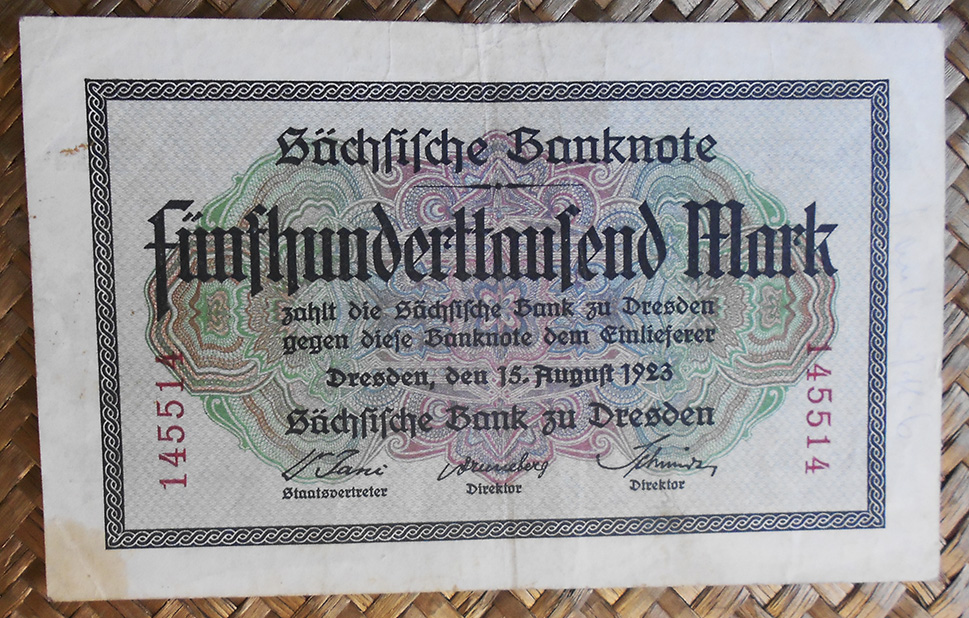 Sächsische Banknote
Fünfhunderttausend Mark
zahlt die Sächsische Bank zu Dresden
gegen diese Banknote dem Einlieferer
Dresden, den 15. August 1923
Sächsische Bank zu Dresden
Staatsvertreter Direktor Direktor
145514
145514